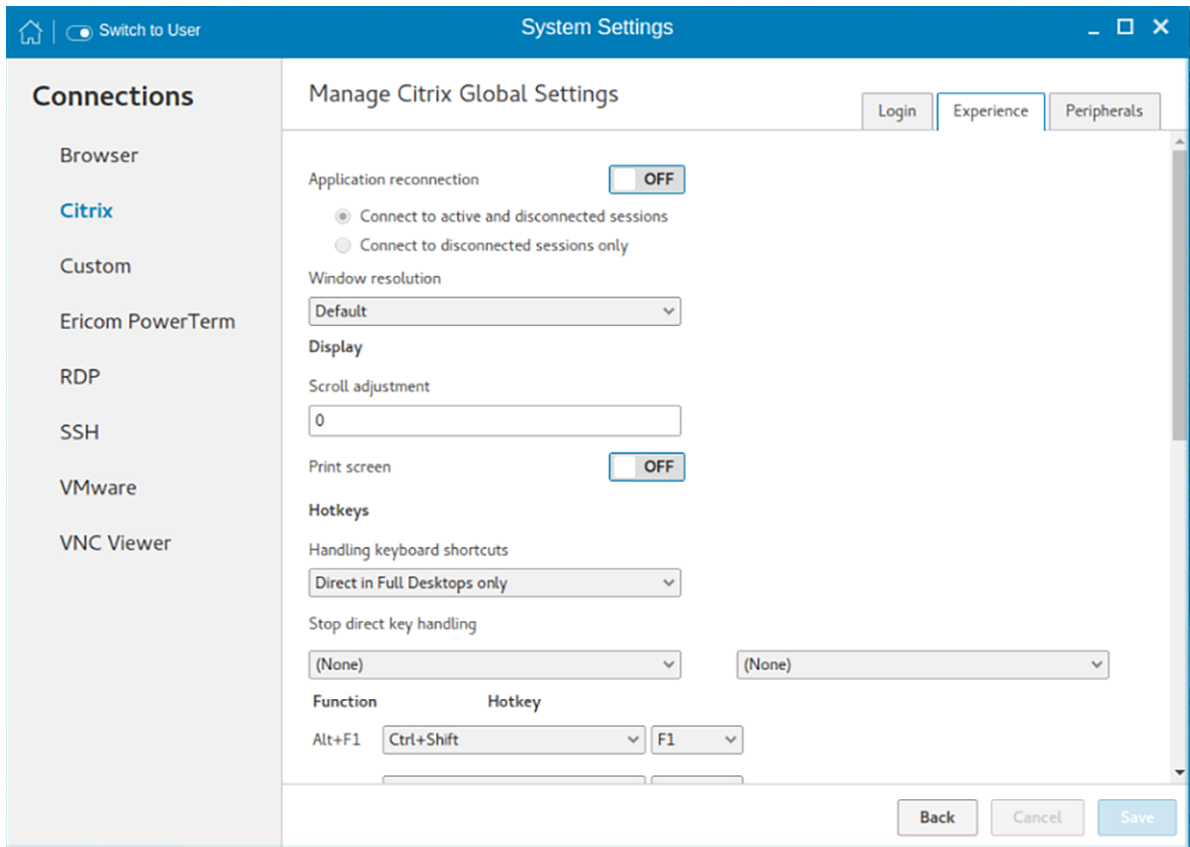 Switch to User
System Settings
Connections
Browser
Citrix
Custom
Ericom PowerTerm
RDP
SSH
VMware
VNC Viewer
Manage Citrix Global Settings
Login Experience Peripherals
Application reconnection OFF
Connect to active and disconnected sessions
Connect to disconnected sessions only
Window resolution
Default
Display
Scroll adjustment
0
Print screen OFF
Hotkeys
Handling keyboard shortcuts
Direct in Full Desktops only
Stop direct key handling
(None) (None)
Function Hotkey
Alt+F1 Ctrl+Shift F1
Back Cancel Save